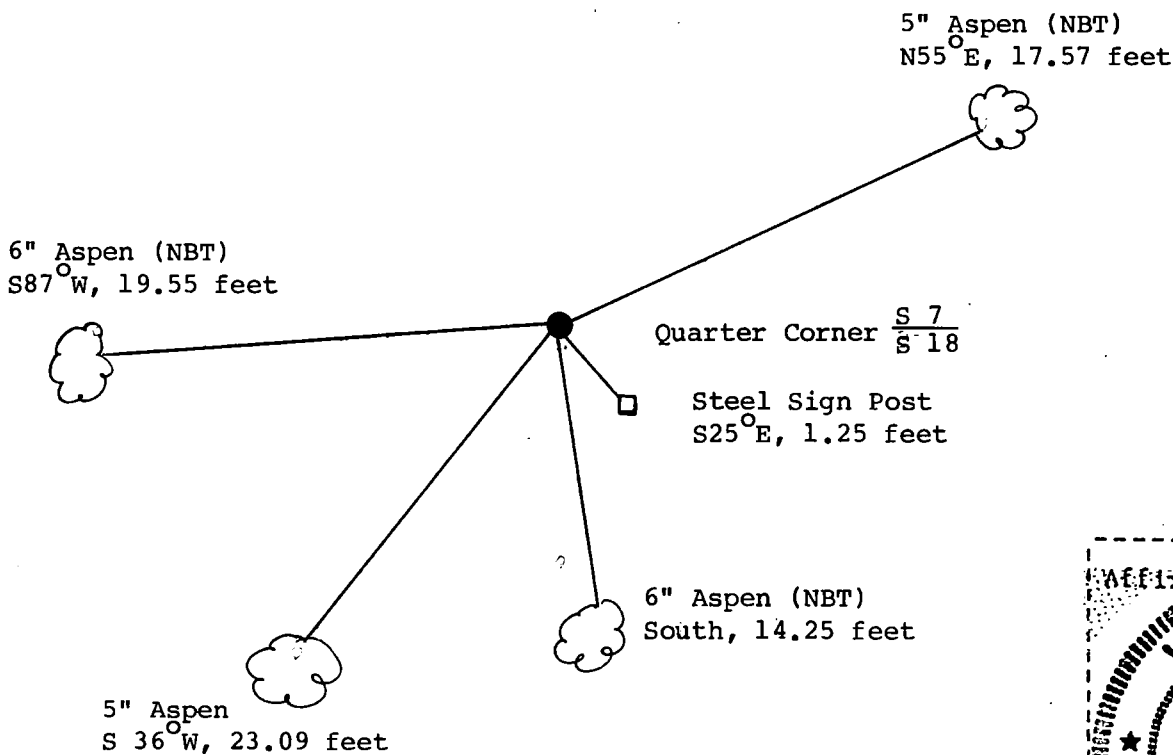 5" Aspen (NBT)
N55°E, 17.57 feet
6" Aspen (NBT)
S87°W, 19.55 feet
Quarter Corner S 7
S 18
Steel Sign Post
S25°E, 1.25 feet
6" Aspen (NBT)
South, 14.25 feet
5" Aspen
S 36°W, 23.09 feet